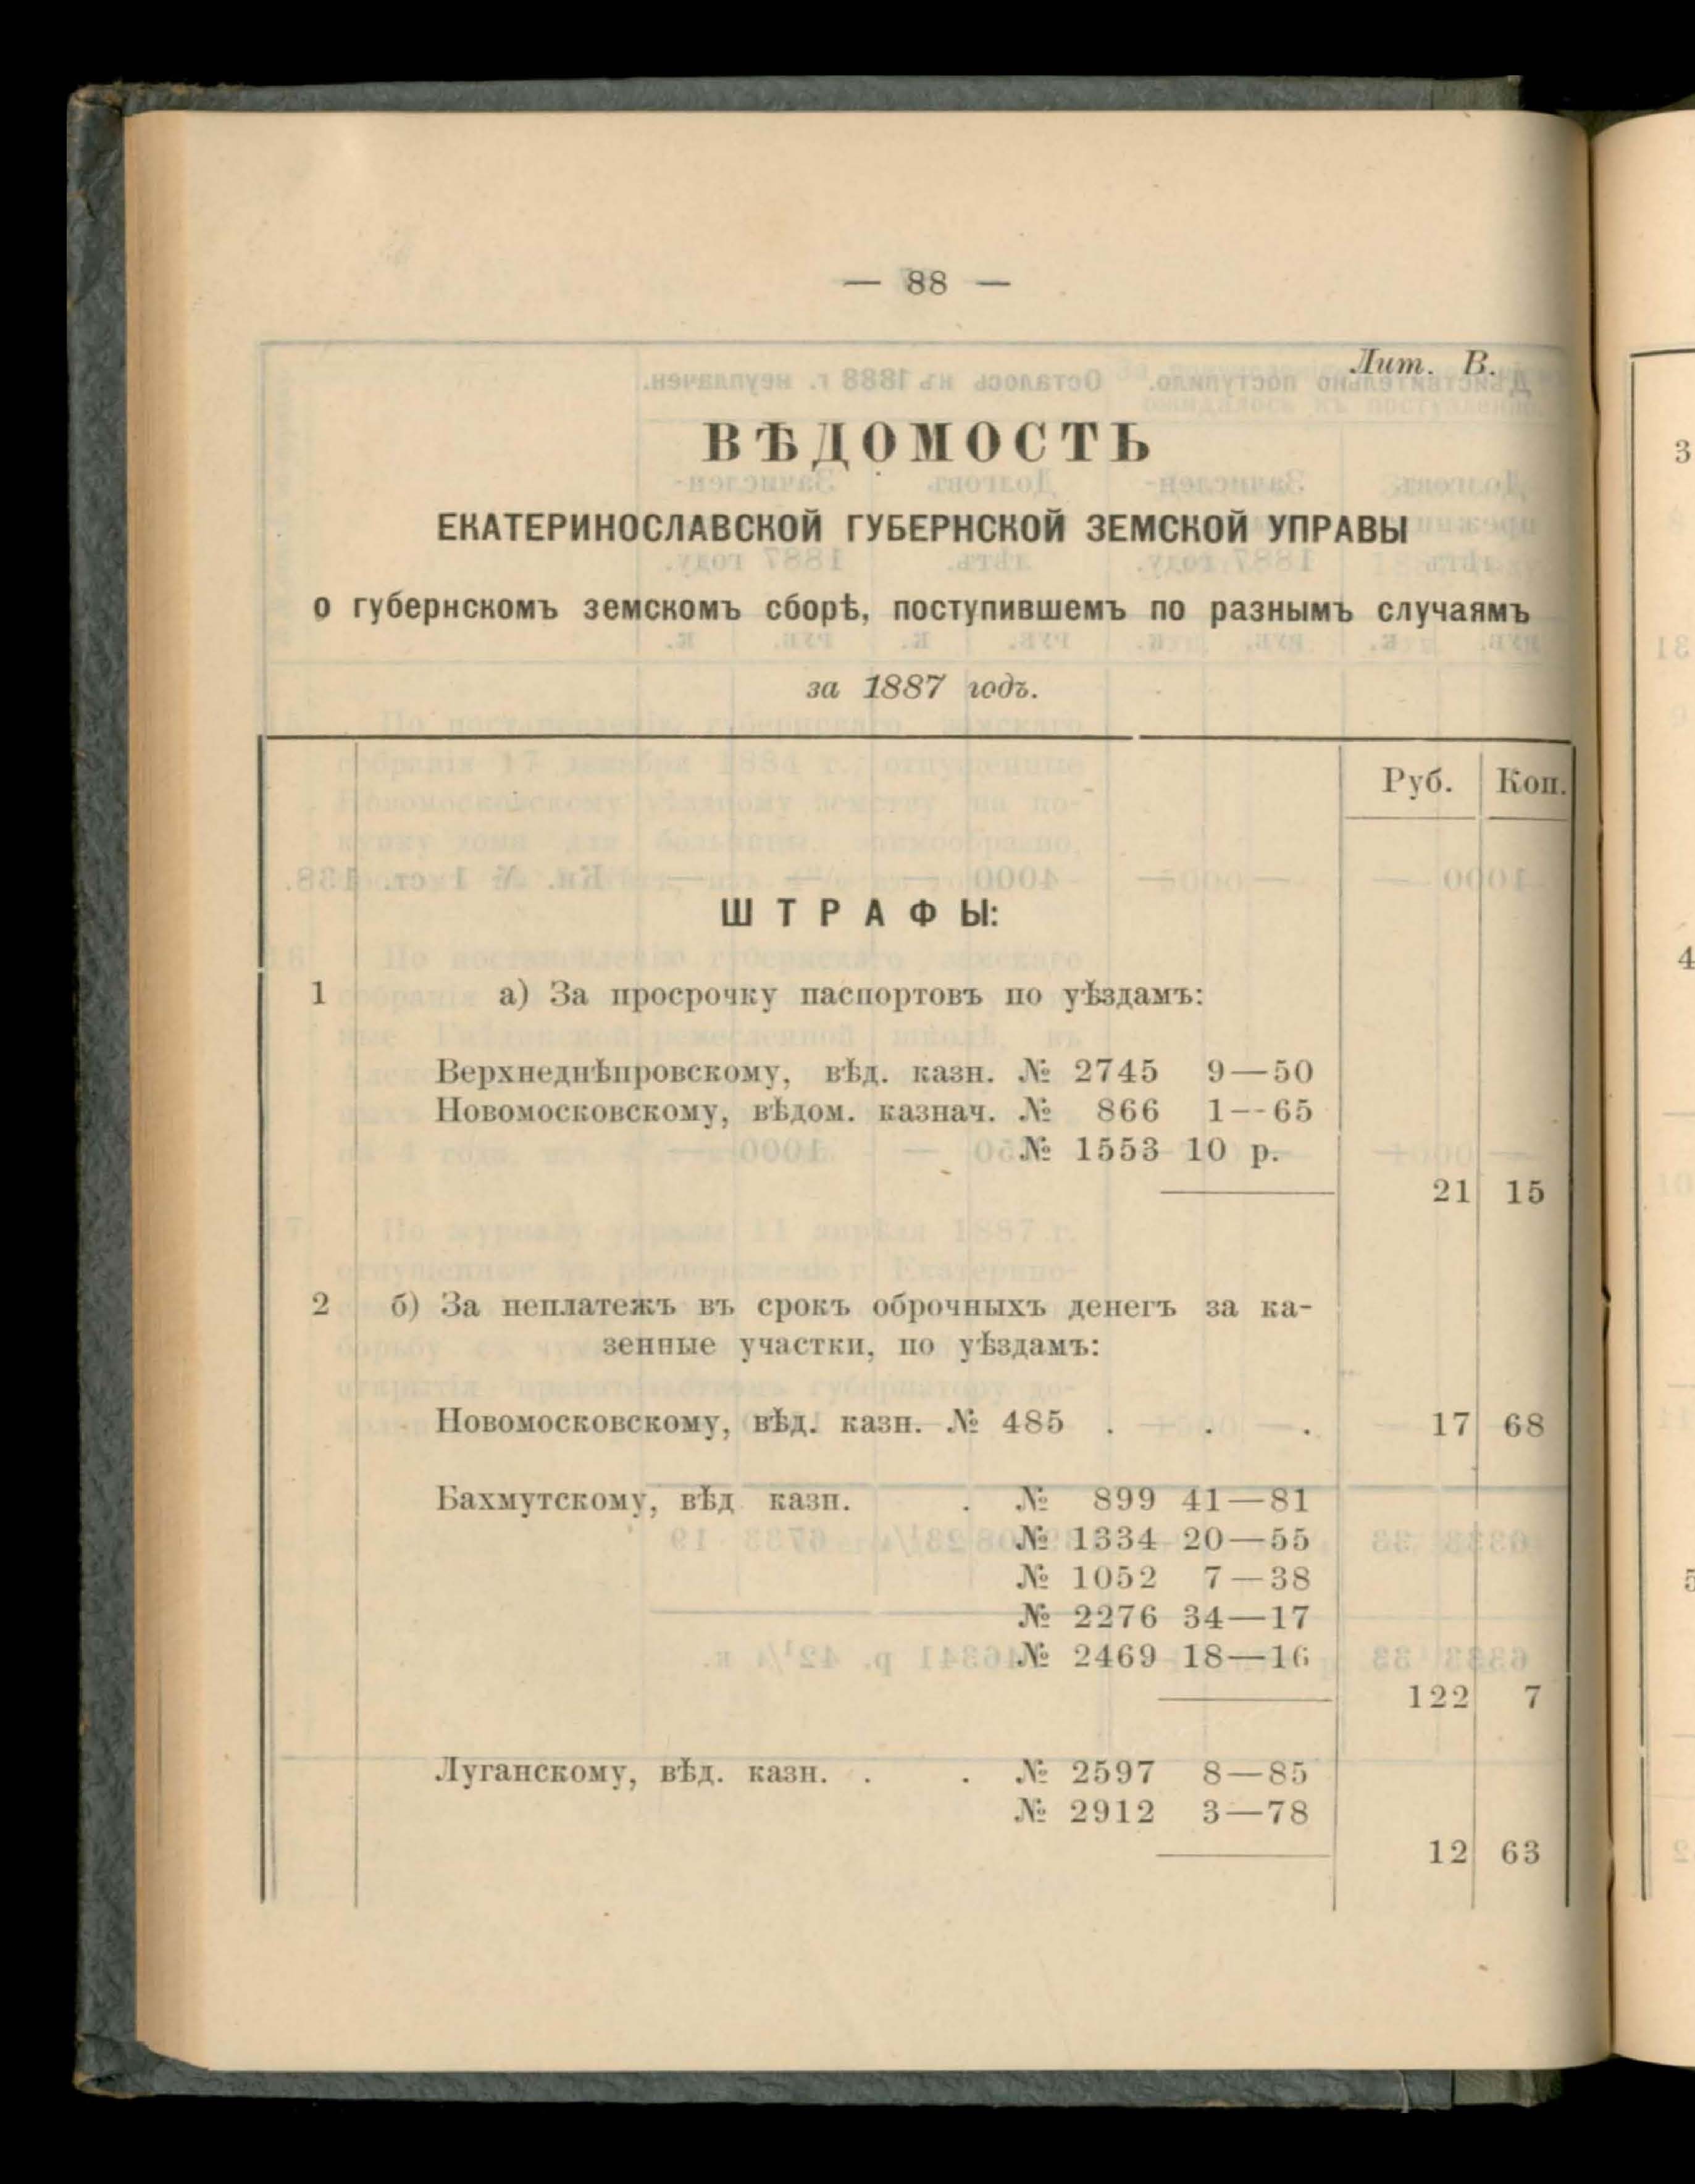 — 88 —
Лит. В.
ВѢДОМОСТЬ
ЕКАТЕРИНОСЛАВСКОЙ ГУБЕРНСКОЙ ЗЕМСКОЙ УПРАВЫ
о губернскомъ земскомъ сборѣ, поступившемъ по разнымъ случаямъ
за 1887 годъ.
Руб. Коп.
ШТРАФЫ:
1 а) За просрочку паспортовъ по уѣздамъ:
Верхнеднѣпровскому, вѣд. казн. № 2745 9—50
Новомосковскому, вѣдом. казнач. № 866 1—65
№ 1553 10 р.
21 15
2 б) За неплатежъ въ срокъ оброчныхъ денегъ за ка-
зенные участки, по уѣздамъ:
Новомосковскому, вѣд. казн. № 485 . . . 17 68
Бахмутскому, вѣд казн. . № 899 41—81
№ 1334 20—55
№ 1052 7—38
№ 2276 34—17
№ 2469 18—16
122 7
Луганскому, вѣд. казн. . . № 2597 8—85
№ 2912 3—78
12 63